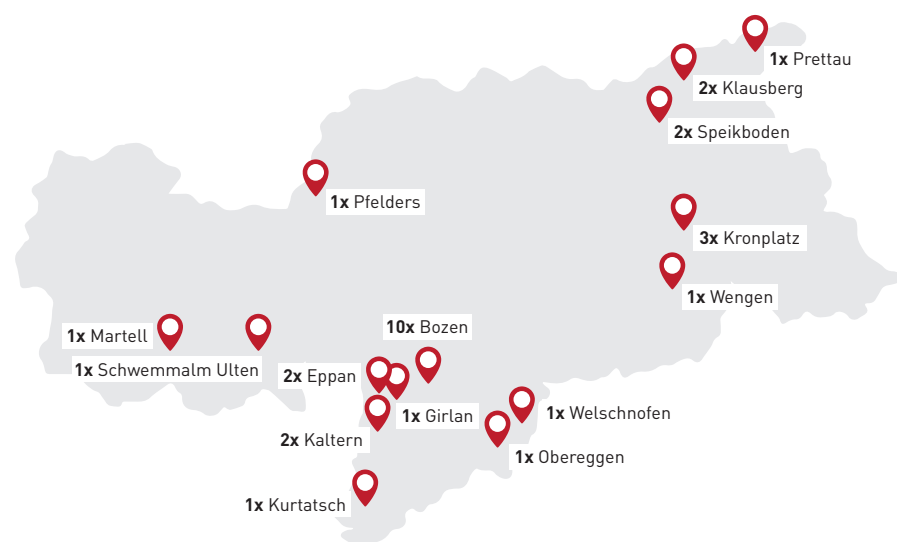 1x Prettau
2x Klausberg
2x Speikboden
1x Pfelders
3x Kronplatz
1x Wengen
10x Bozen
1x Martell
1x Schwemmalm Ulten
2x Eppan
1x Girlan
1x Welschnofen
2x Kaltern
1x Obereggen
1x Kurtatsch